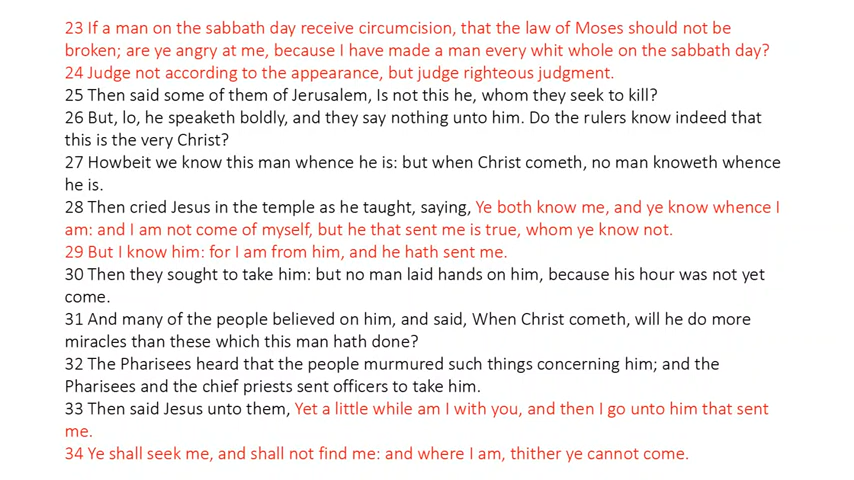 23 If a man on the sabbath day receive circumcision, that the law of Moses should not be
broken; are ye angry at me, because I have made a man every whit whole on the sabbath day?
24 Judge not according to the appearance, but judge righteous judgment.
25 Then said some of them of Jerusalem, Is not this he, whom they seek to kill?
26 But, lo, he speaketh boldly, and they say nothing unto him. Do the rulers know indeed that
this is the very Christ?
27 Howbeit we know this man whence he is: but when Christ cometh, no man knoweth whence
he is.
28 Then cried Jesus in the temple as he taught, saying, Ye both know me, and ye know whence I
am: and I am not come of myself, but he that sent me is true, whom ye know not.
29 But I know him: for I am from him, and he hath sent me.
30 Then they sought to take him: but no man laid hands on him, because his hour was not yet
come.
31 And many of the people believed on him, and said, When Christ cometh, will he do more
miracles than these which this man hath done?
32 The Pharisees heard that the people murmured such things concerning him; and the
Pharisees and the chief priests sent officers to take him.
33 Then said Jesus unto them, Yet a little while am I with you, and then I go unto him that sent
me.
34 Ye shall seek me, and shall not find me: and where I am, thither ye cannot come.